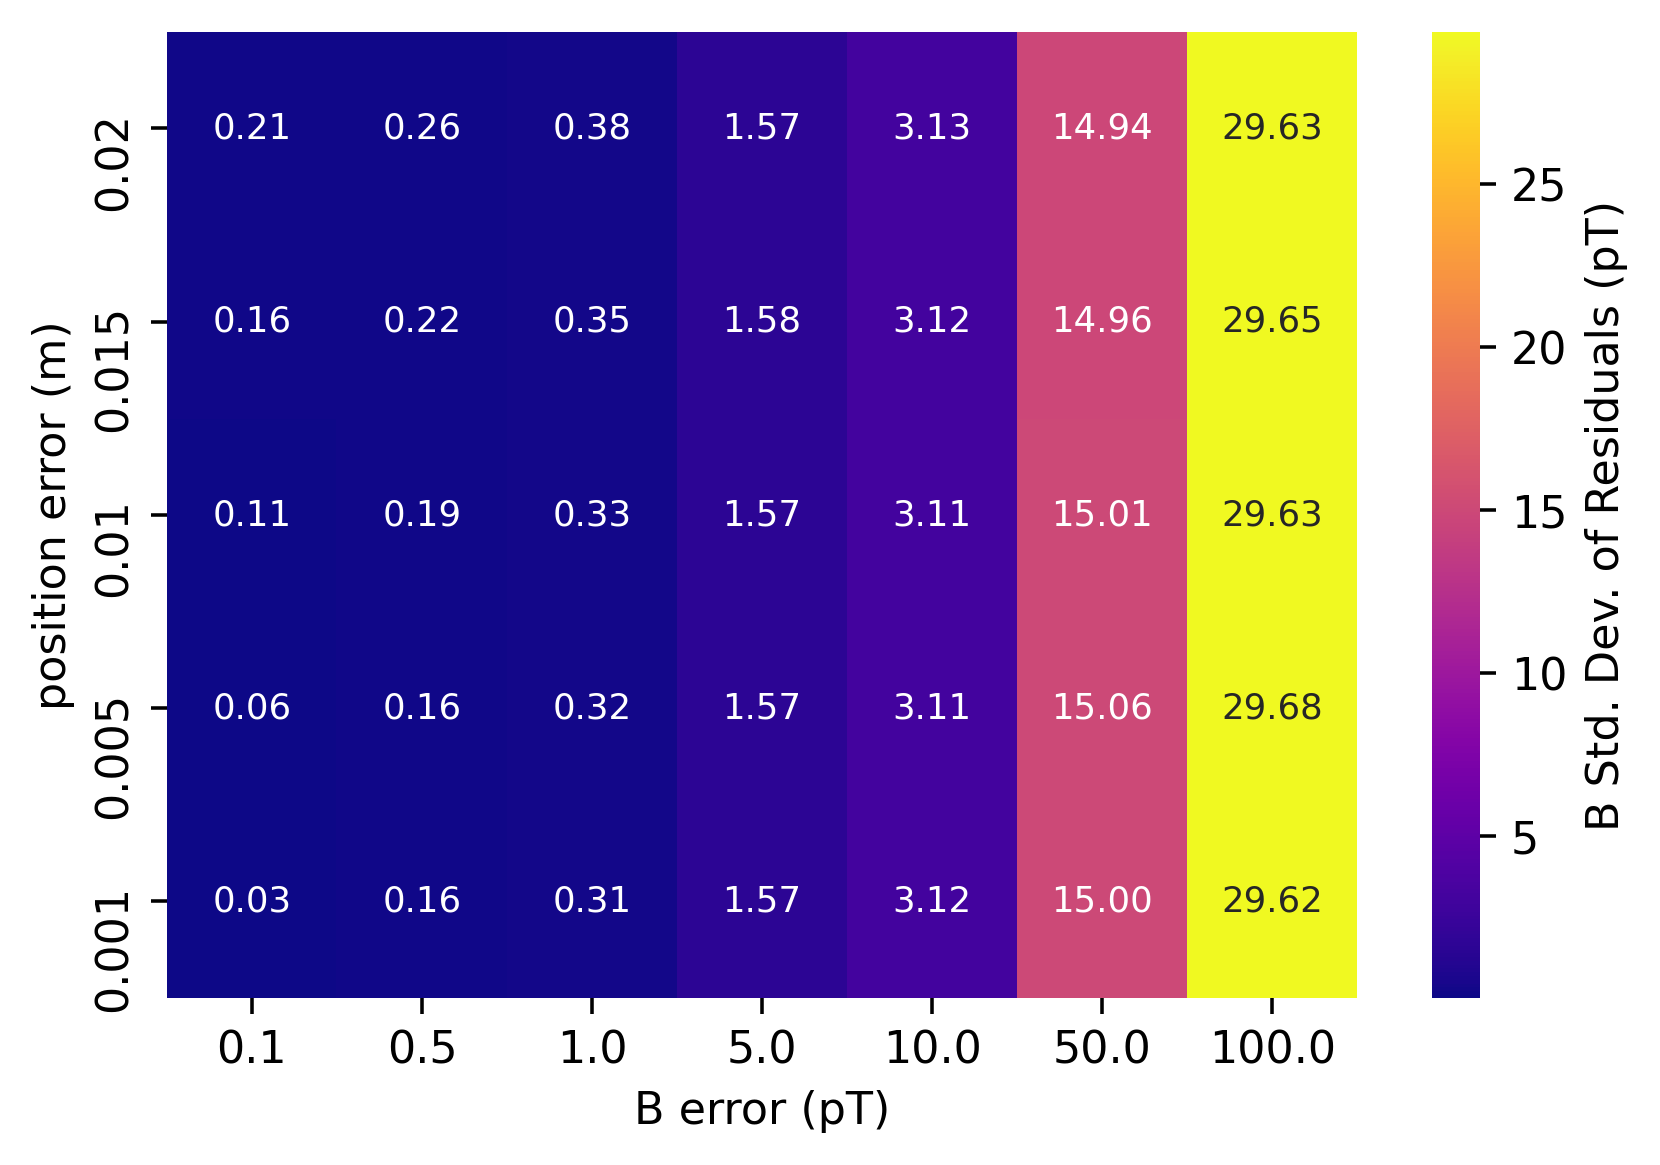 position error (m)
0.02 0.21 0.26 0.38 1.57 3.13 14.94 29.63
0.015 0.16 0.22 0.35 1.58 3.12 14.96 29.65
0.01 0.11 0.19 0.33 1.57 3.11 15.01 29.63
0.005 0.06 0.16 0.32 1.57 3.11 15.06 29.68
0.001 0.03 0.16 0.31 1.57 3.12 15.00 29.62
0.1 0.5 1.0 5.0 10.0 50.0 100.0
B error (pT)
25
20
15
10
5
B Std. Dev. of Residuals (pT)